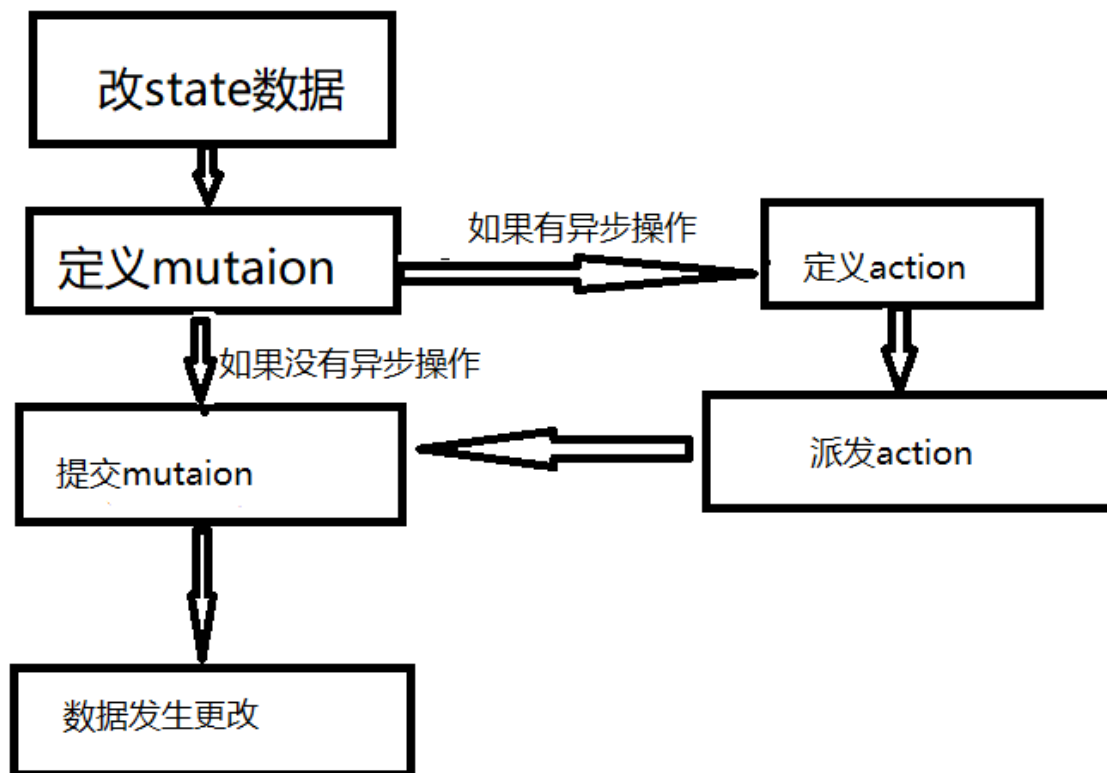 改state数据
如果有异步操作
定义mutaion
定义action
如果没有异步操作
提交mutaion
派发action
数据发生更改